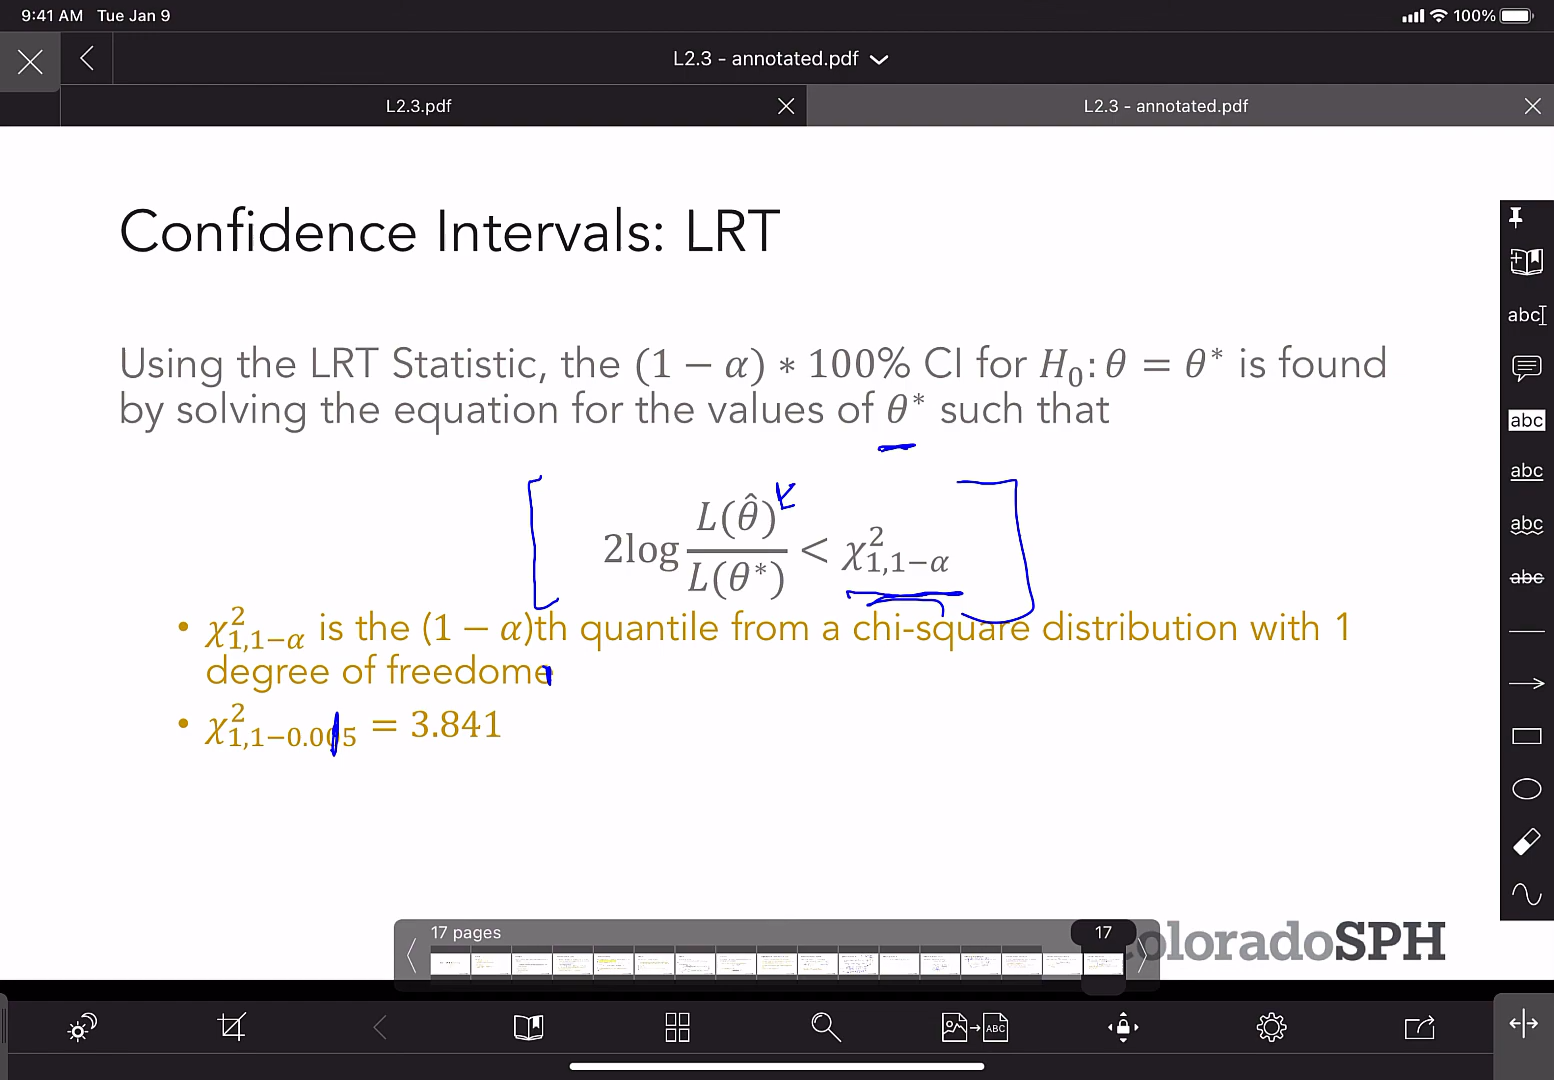 9:41 AM Tue Jan 9
100%
L2.3 - annotated.pdf
L2.3.pdf
L2.3 - annotated.pdf
Confidence Intervals: LRT
Using the LRT Statistic, the (1 − α) ∗ 100% CI for H₀: θ = θ* is found
by solving the equation for the values of θ* such that
2log L(θ̂)/L(θ*) < χ²₁,₁₋α
• χ²₁,₁₋α is the (1 − α)th quantile from a chi-square distribution with 1
degree of freedome
• χ²₁,₁₋₀.₀₀₅ = 3.841
abc
abc
abc
abc
abc
17 pages
17
oloradoSPH
ABC